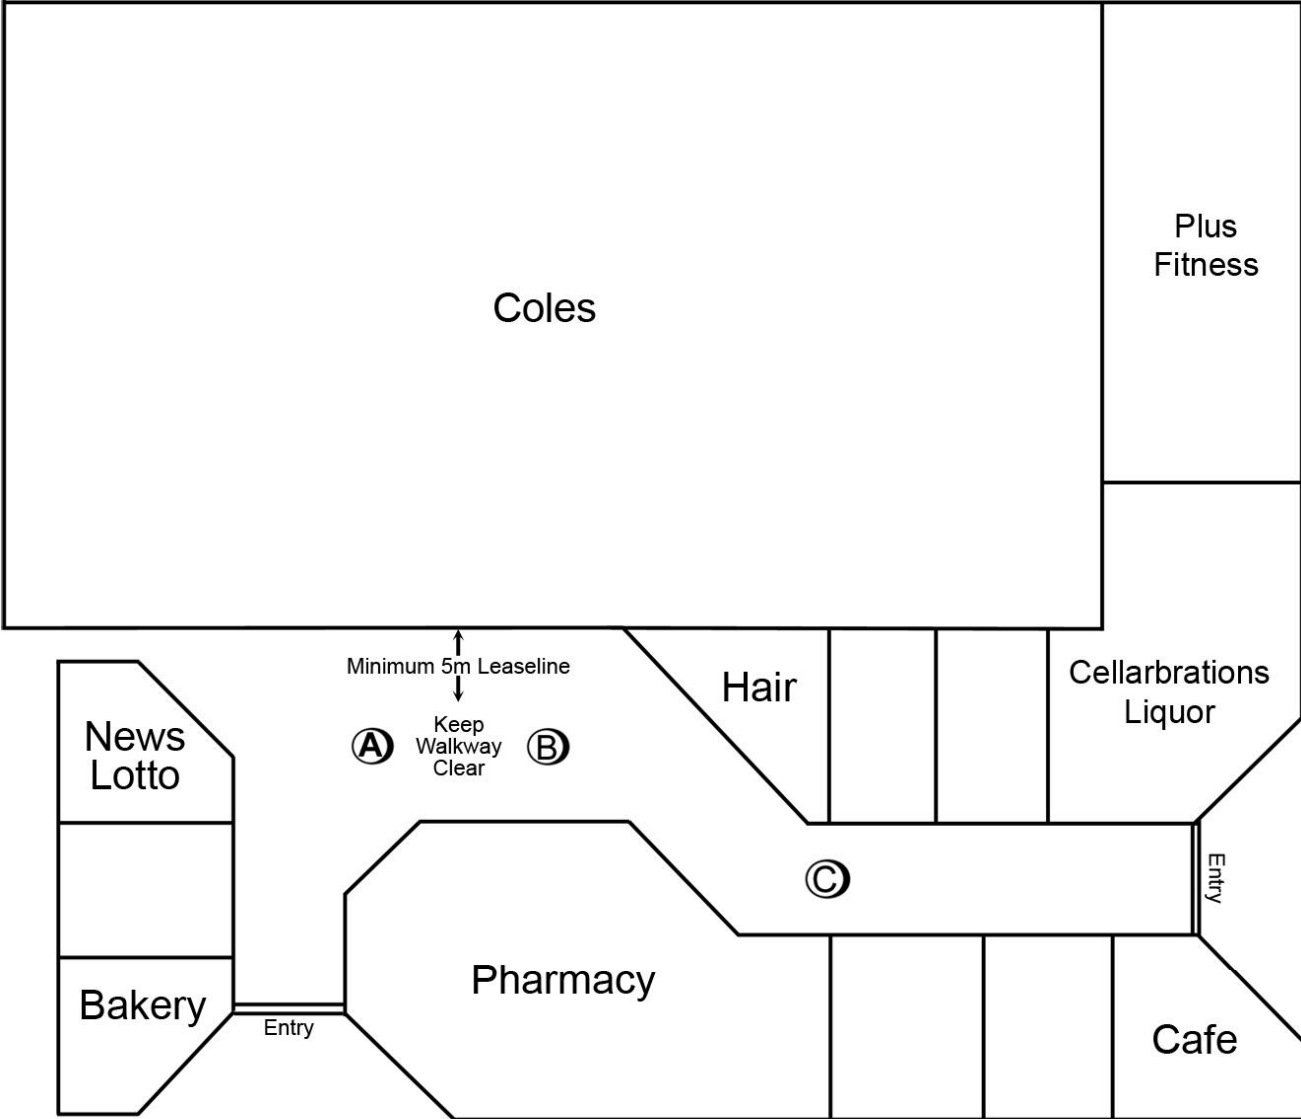 Plus
Fitness
Coles
Minimum 5m Leaseline
Hair
Cellarbrations
Liquor
News
Lotto
A
Keep
Walkway
Clear
B
C
Entry
Bakery
Entry
Pharmacy
Cafe